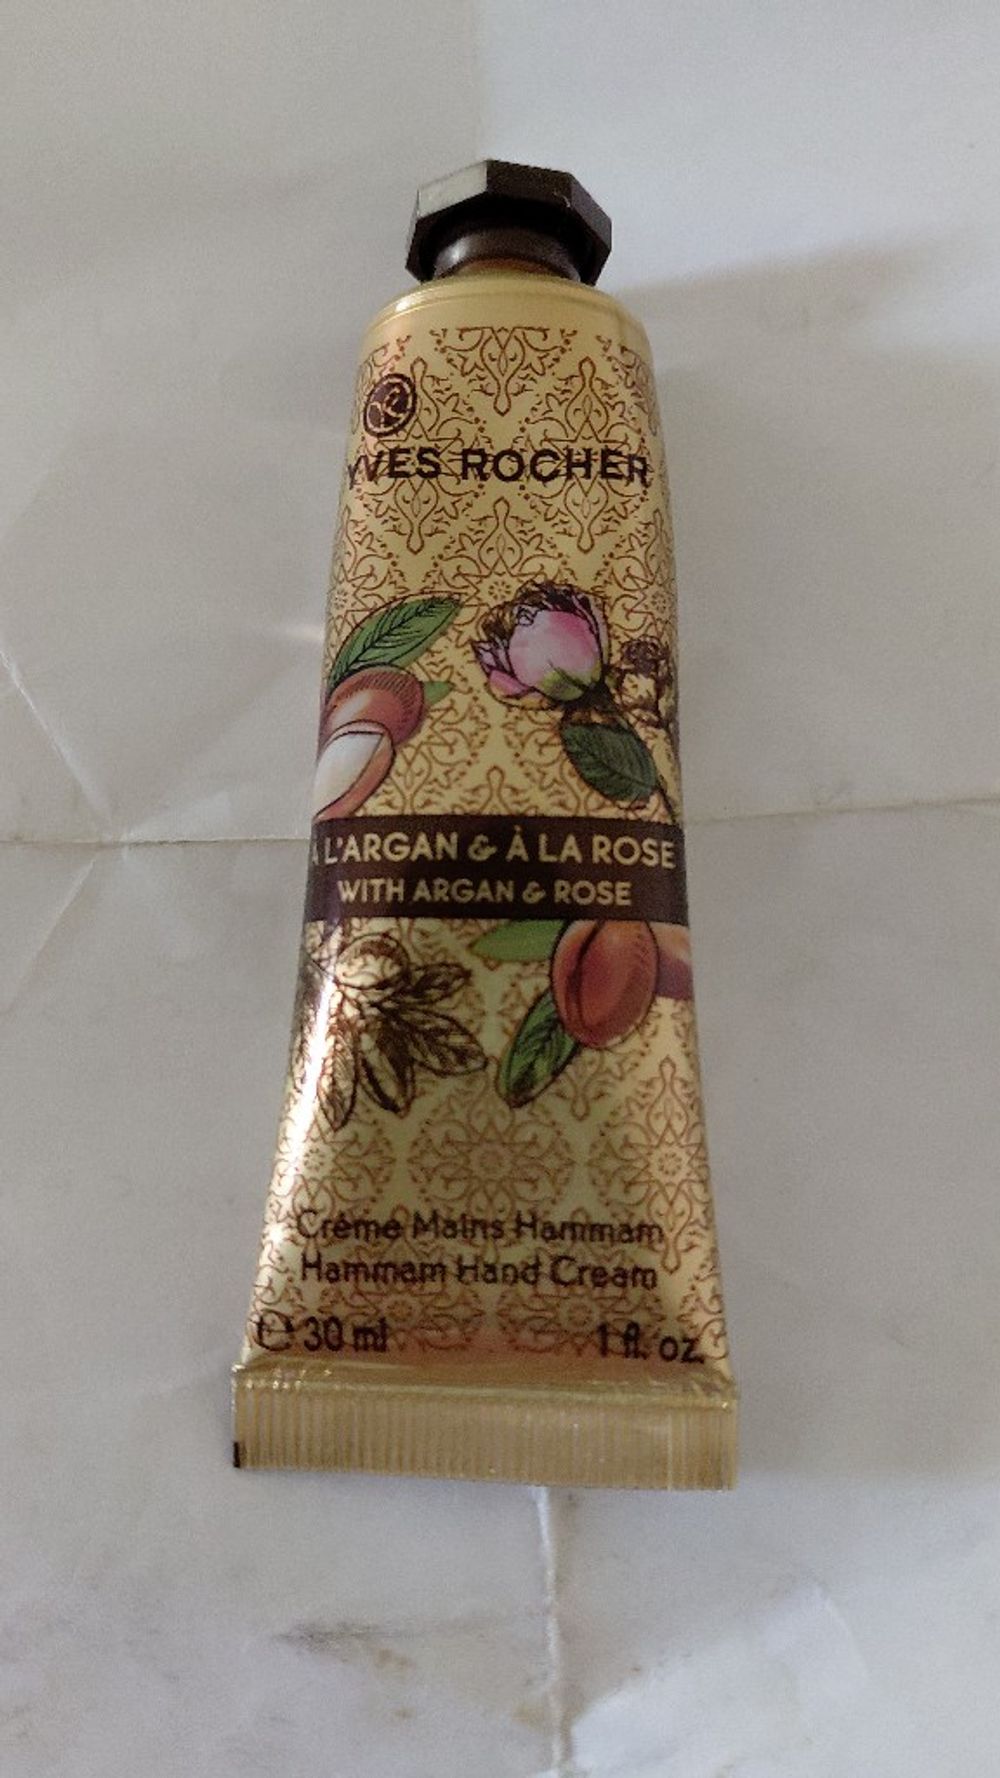 YVES ROCHER
À L'ARGAN & À LA ROSE
WITH ARGAN & ROSE
Crème Mains Hammam
Hammam Hand Cream
℮ 30 ml 1 fl. oz.